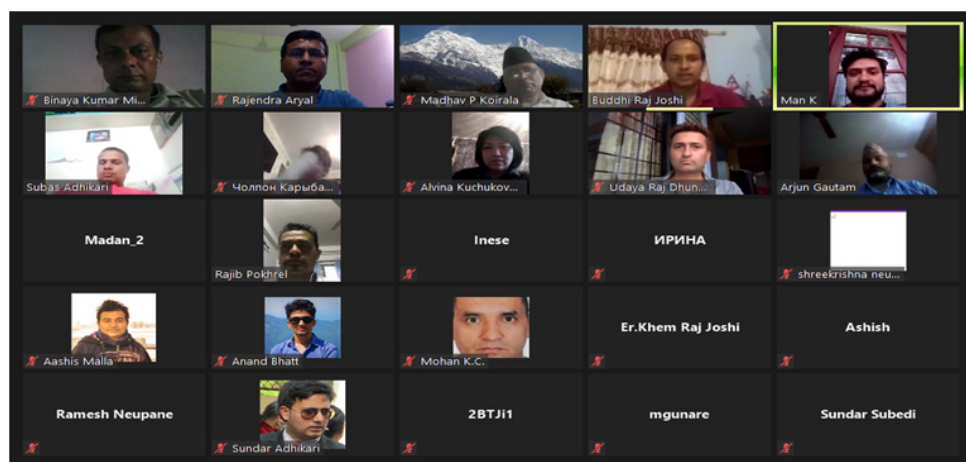 Binaya Kumar Mi...
Rajendra Aryal
Madhav P Koirala
Buddhi Raj Joshi
Man K
Subas Adhikari
Чолпон Карыба...
Alvina Kuchukov...
Udaya Raj Dhun...
Arjun Gautam
Madan_2
Rajib Pokhrel
Inese
ИРИНА
shreekrishna neu...
Aashis Malla
Anand Bhatt
Mohan K.C.
Er.Khem Raj Joshi
Ashish
Ramesh Neupane
Sundar Adhikari
2BTJi1
mgunare
Sundar Subedi